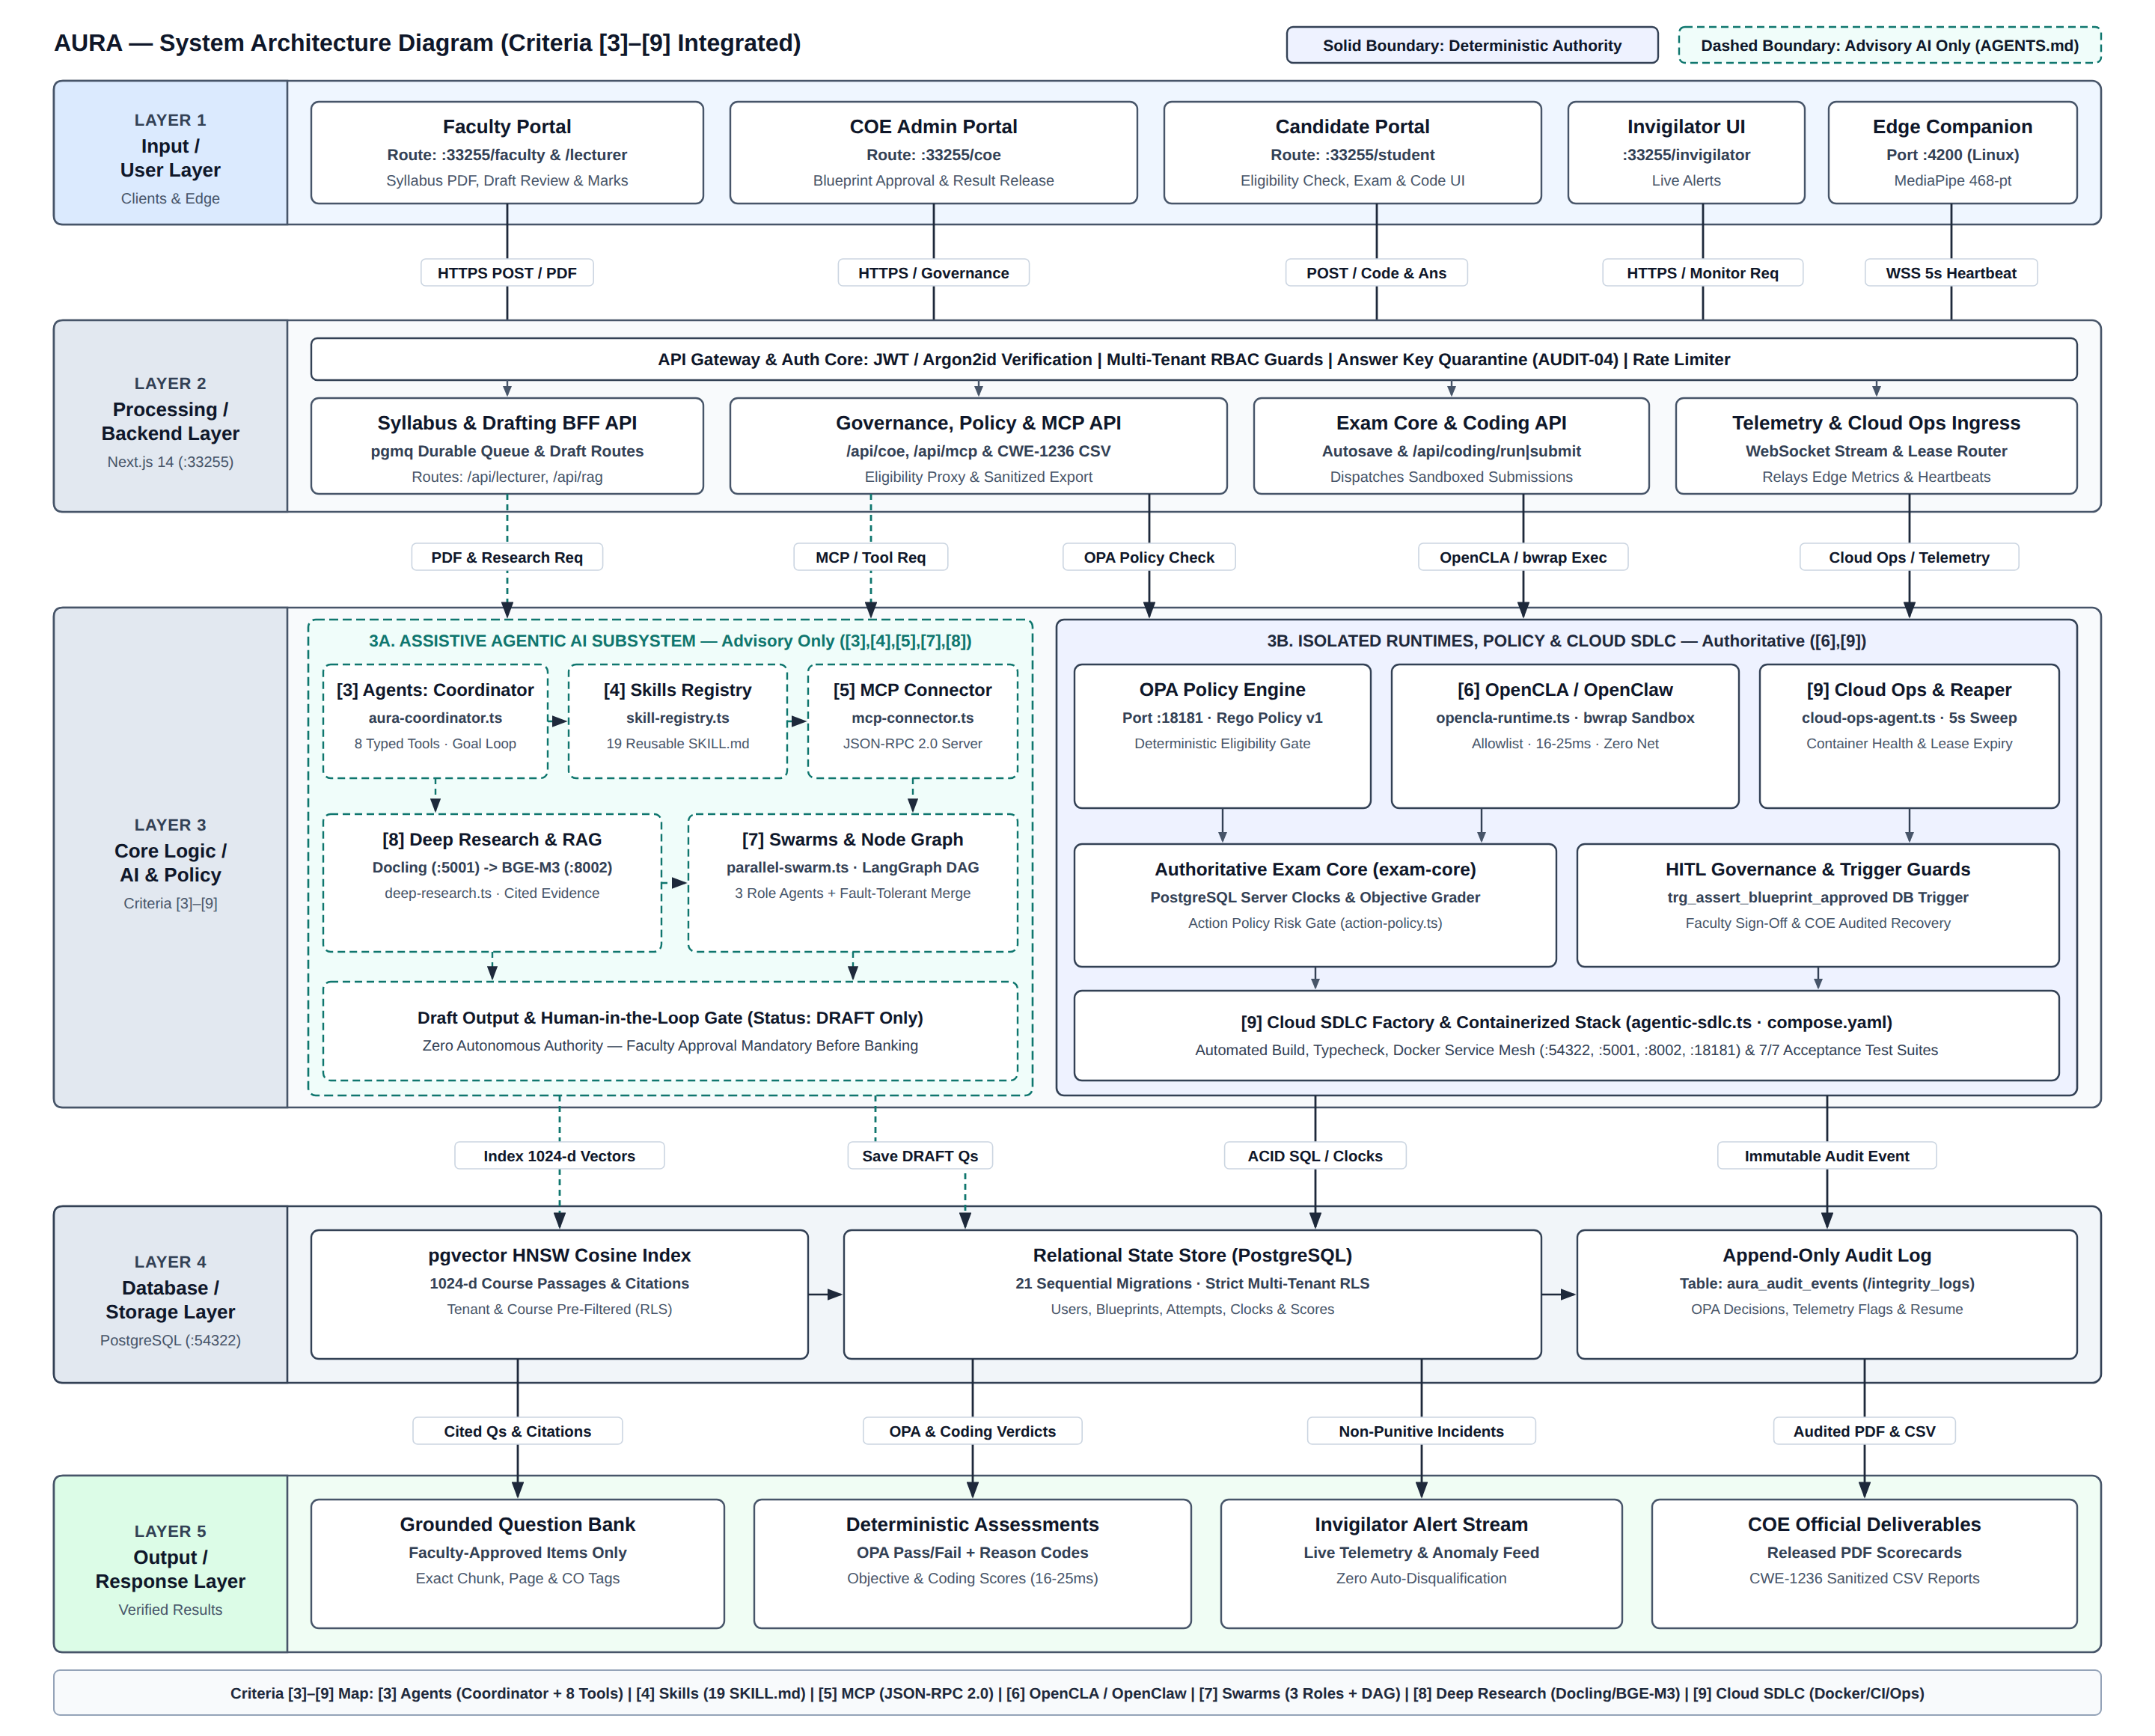 AURA — System Architecture Diagram (Criteria [3]–[9] Integrated)
Solid Boundary: Deterministic Authority
Dashed Boundary: Advisory AI Only (AGENTS.md)
LAYER 1
Input /
User Layer
Clients & Edge
Faculty Portal
Route: :33255/faculty & /lecturer
Syllabus PDF, Draft Review & Marks
COE Admin Portal
Route: :33255/coe
Blueprint Approval & Result Release
Candidate Portal
Route: :33255/student
Eligibility Check, Exam & Code UI
Invigilator UI
:33255/invigilator
Live Alerts
Edge Companion
Port :4200 (Linux)
MediaPipe 468-pt
HTTPS POST / PDF
HTTPS / Governance
POST / Code & Ans
HTTPS / Monitor Req
WSS 5s Heartbeat
LAYER 2
Processing /
Backend Layer
Next.js 14 (:33255)
API Gateway & Auth Core: JWT / Argon2id Verification | Multi-Tenant RBAC Guards | Answer Key Quarantine (AUDIT-04) | Rate Limiter
Syllabus & Drafting BFF API
pgmq Durable Queue & Draft Routes
Routes: /api/lecturer, /api/rag
Governance, Policy & MCP API
/api/coe, /api/mcp & CWE-1236 CSV
Eligibility Proxy & Sanitized Export
Exam Core & Coding API
Autosave & /api/coding/run|submit
Dispatches Sandboxed Submissions
Telemetry & Cloud Ops Ingress
WebSocket Stream & Lease Router
Relays Edge Metrics & Heartbeats
PDF & Research Req
MCP / Tool Req
OPA Policy Check
OpenCLA / bwrap Exec
Cloud Ops / Telemetry
LAYER 3
Core Logic /
AI & Policy
Criteria [3]–[9]
3A. ASSISTIVE AGENTIC AI SUBSYSTEM — Advisory Only ([3],[4],[5],[7],[8])
[3] Agents: Coordinator
aura-coordinator.ts
8 Typed Tools · Goal Loop
[4] Skills Registry
skill-registry.ts
19 Reusable SKILL.md
[5] MCP Connector
mcp-connector.ts
JSON-RPC 2.0 Server
[8] Deep Research & RAG
Docling (:5001) -> BGE-M3 (:8002)
deep-research.ts · Cited Evidence
[7] Swarms & Node Graph
parallel-swarm.ts · LangGraph DAG
3 Role Agents + Fault-Tolerant Merge
Draft Output & Human-in-the-Loop Gate (Status: DRAFT Only)
Zero Autonomous Authority — Faculty Approval Mandatory Before Banking
3B. ISOLATED RUNTIMES, POLICY & CLOUD SDLC — Authoritative ([6],[9])
OPA Policy Engine
Port :18181 · Rego Policy v1
Deterministic Eligibility Gate
[6] OpenCLA / OpenClaw
opencla-runtime.ts · bwrap Sandbox
Allowlist · 16-25ms · Zero Net
[9] Cloud Ops & Reaper
cloud-ops-agent.ts · 5s Sweep
Container Health & Lease Expiry
Authoritative Exam Core (exam-core)
PostgreSQL Server Clocks & Objective Grader
Action Policy Risk Gate (action-policy.ts)
HITL Governance & Trigger Guards
trg_assert_blueprint_approved DB Trigger
Faculty Sign-Off & COE Audited Recovery
[9] Cloud SDLC Factory & Containerized Stack (agentic-sdlc.ts · compose.yaml)
Automated Build, Typecheck, Docker Service Mesh (:54322, :5001, :8002, :18181) & 7/7 Acceptance Test Suites
Index 1024-d Vectors
Save DRAFT Qs
ACID SQL / Clocks
Immutable Audit Event
LAYER 4
Database /
Storage Layer
PostgreSQL (:54322)
pgvector HNSW Cosine Index
1024-d Course Passages & Citations
Tenant & Course Pre-Filtered (RLS)
Relational State Store (PostgreSQL)
21 Sequential Migrations · Strict Multi-Tenant RLS
Users, Blueprints, Attempts, Clocks & Scores
Append-Only Audit Log
Table: aura_audit_events (/integrity_logs)
OPA Decisions, Telemetry Flags & Resume
Cited Qs & Citations
OPA & Coding Verdicts
Non-Punitive Incidents
Audited PDF & CSV
LAYER 5
Output /
Response Layer
Verified Results
Grounded Question Bank
Faculty-Approved Items Only
Exact Chunk, Page & CO Tags
Deterministic Assessments
OPA Pass/Fail + Reason Codes
Objective & Coding Scores (16-25ms)
Invigilator Alert Stream
Live Telemetry & Anomaly Feed
Zero Auto-Disqualification
COE Official Deliverables
Released PDF Scorecards
CWE-1236 Sanitized CSV Reports
Criteria [3]–[9] Map: [3] Agents (Coordinator + 8 Tools) | [4] Skills (19 SKILL.md) | [5] MCP (JSON-RPC 2.0) | [6] OpenCLA / OpenClaw | [7] Swarms (3 Roles + DAG) | [8] Deep Research (Docling/BGE-M3) | [9] Cloud SDLC (Docker/CI/Ops)